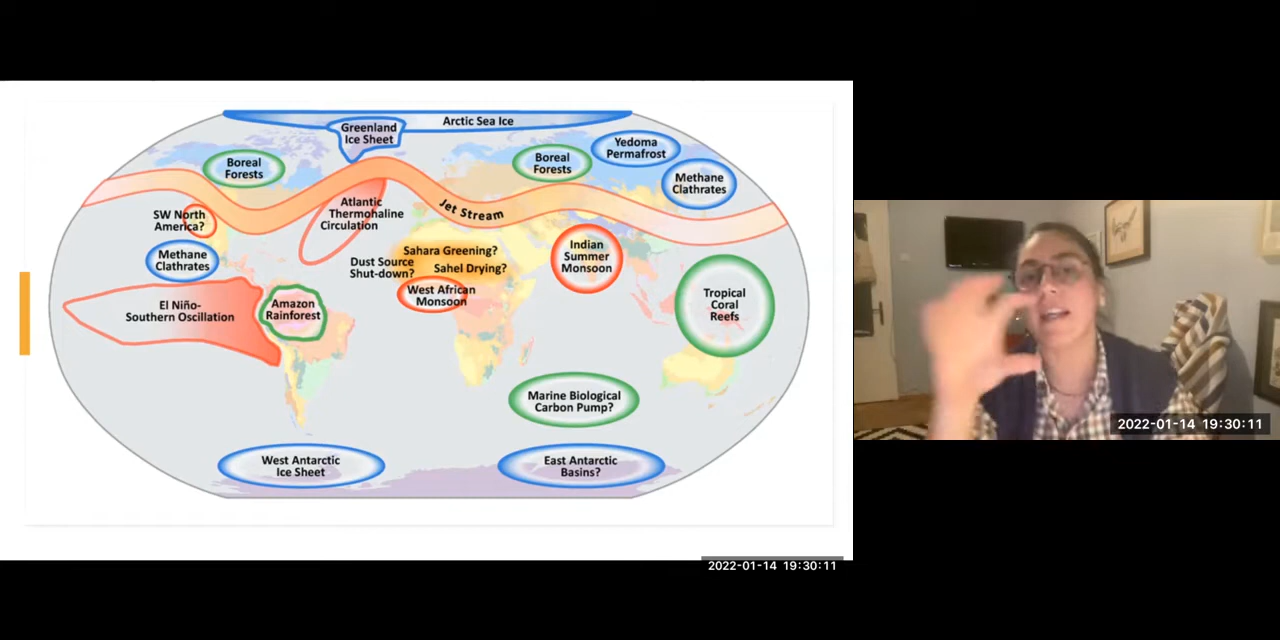 Arctic Sea Ice
Greenland
Ice Sheet
Yedoma
Permafrost
Boreal
Forests
Boreal
Forests
Methane
Clathrates
Atlantic
Thermohaline
Circulation
Jet Stream
SW North
America?
Methane
Clathrates
Sahara Greening?
Dust Source
Shut-down?
Sahel Drying?
West African
Monsoon
Indian
Summer
Monsoon
El Niño-
Southern Oscillation
Amazon
Rainforest
Tropical
Coral
Reefs
Marine Biological
Carbon Pump?
West Antarctic
Ice Sheet
East Antarctic
Basins?
2022-01-14 19:30:11
2022-01-14 19:30:11